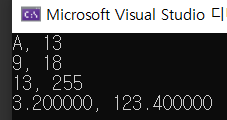 Microsoft Visual Studio 디
A, 13
9, 18
13, 255
3.200000, 123.400000